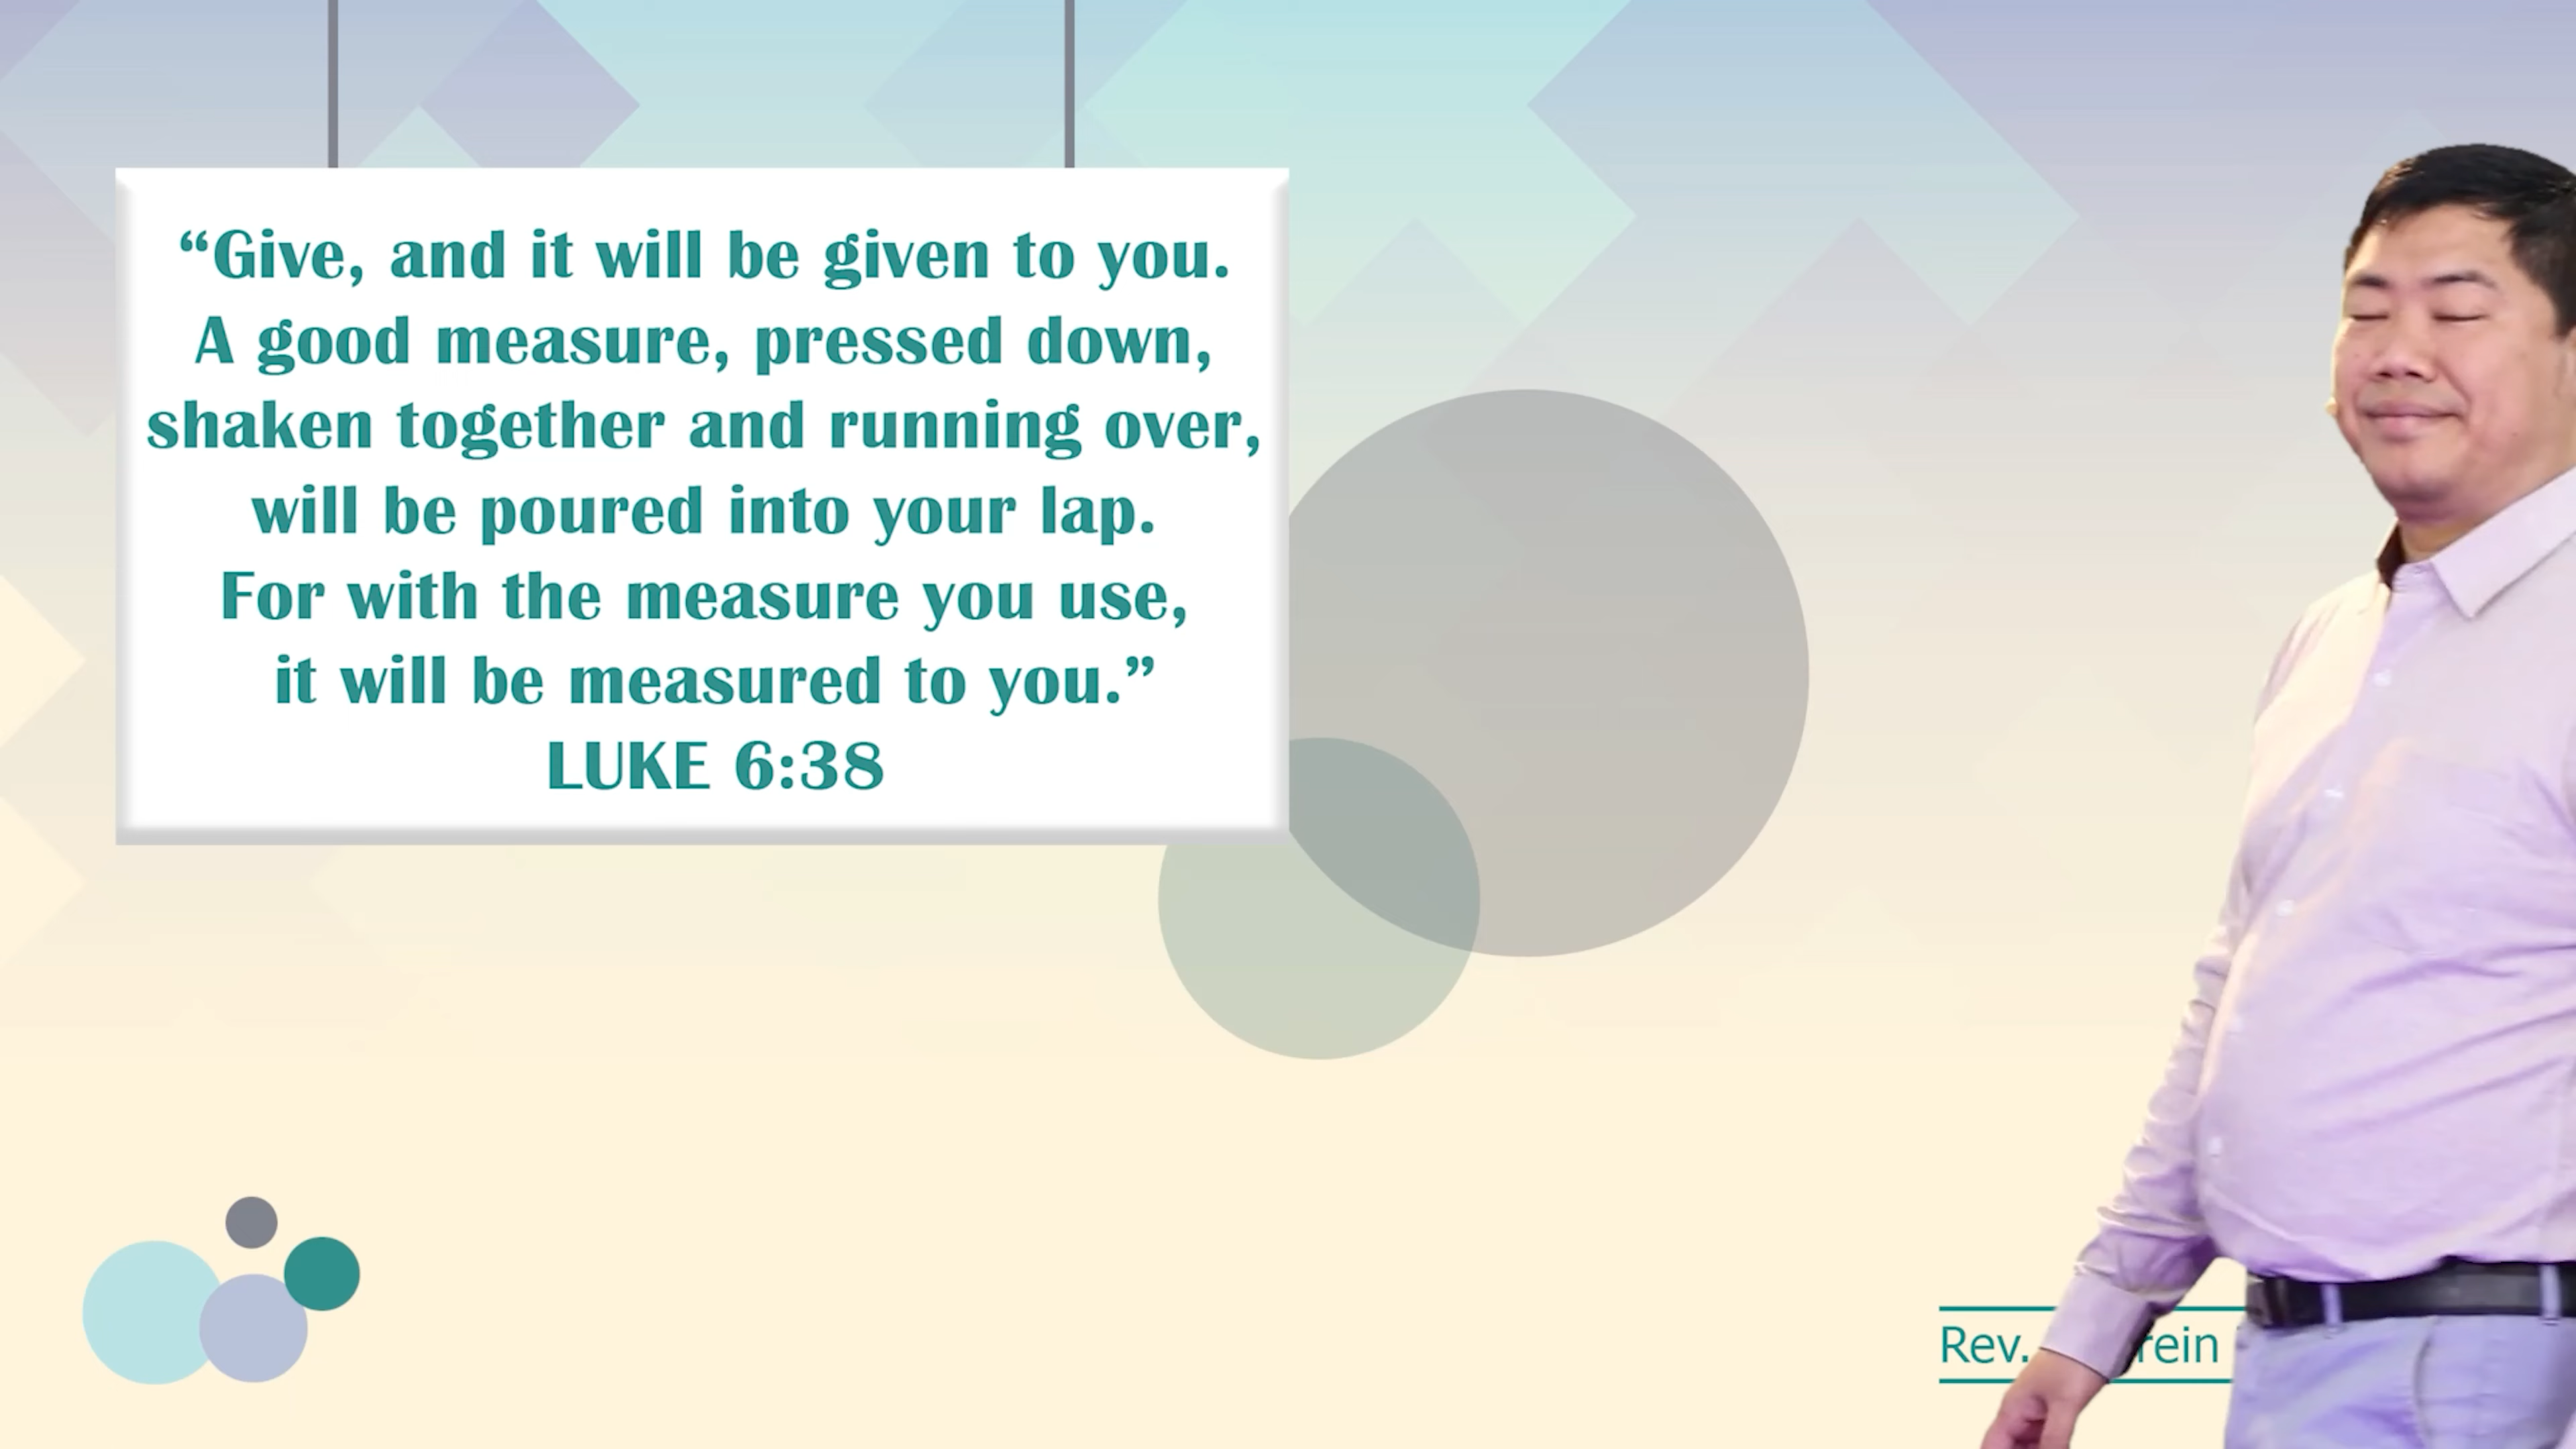 “Give, and it will be given to you.
A good measure, pressed down,
shaken together and running over,
will be poured into your lap.
For with the measure you use,
it will be measured to you.”
LUKE 6:38
Rev.